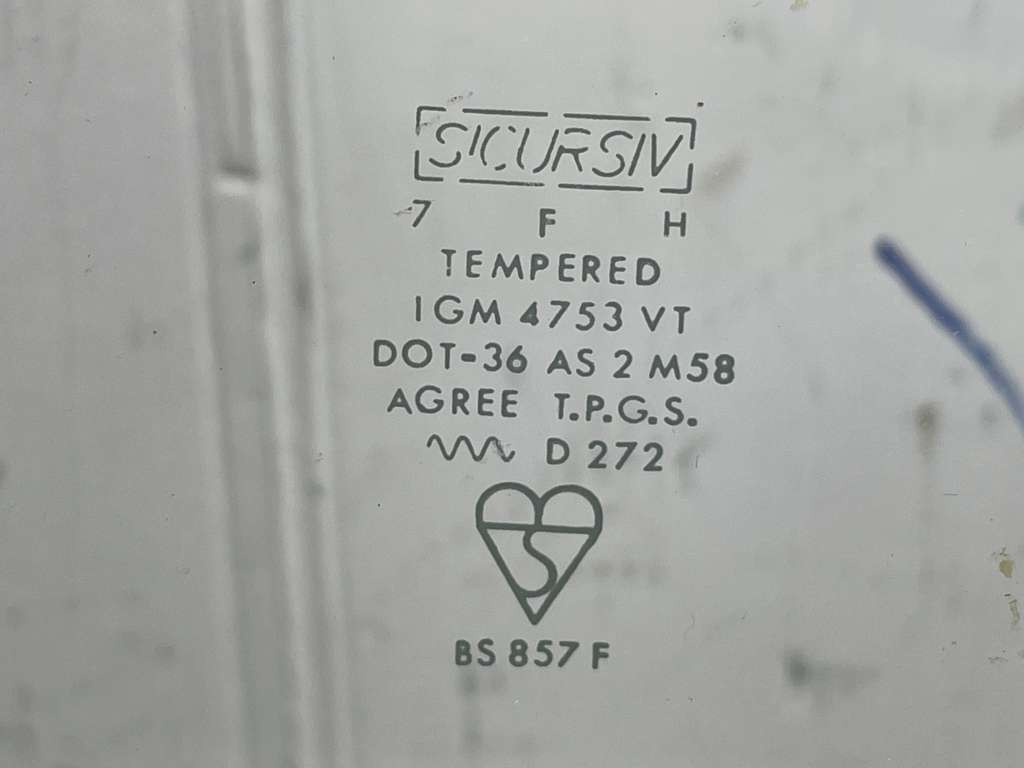 SICURSIV
7 F H
TEMPERED
IGM 4753 VT
DOT-36 AS 2 M58
AGREE T.P.G.S.
D 272
BS 857 F